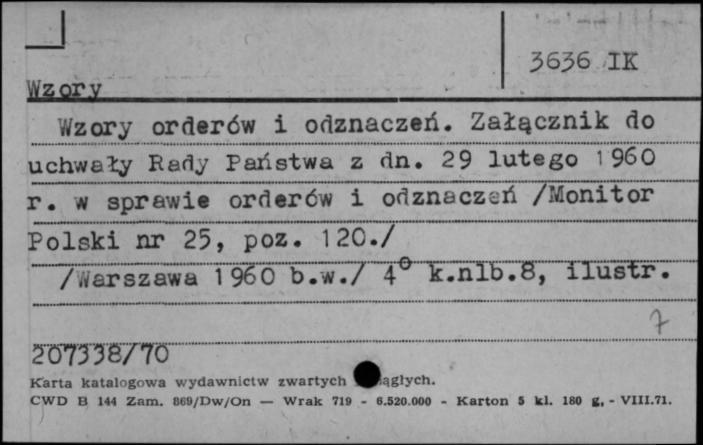 3636 IK
Wzory
Wzory orderów i odznaczeń. Załącznik do
uchwały Rady Państwa z dn. 29 lutego 1960
r. w sprawie orderów i odznaczeń /Monitor
Polski nr 25, poz. 120./
/Warszawa 1960 b.w./ 4° k.nlb.8, ilustr.
7
207338/70
Karta katalogowa wydawnictw zwartych
CWD B 144 Zam. 869/Dw/On — Wrak 719 - 6.520.000 - Karton 5 kl. 180 g, - VIII.71.